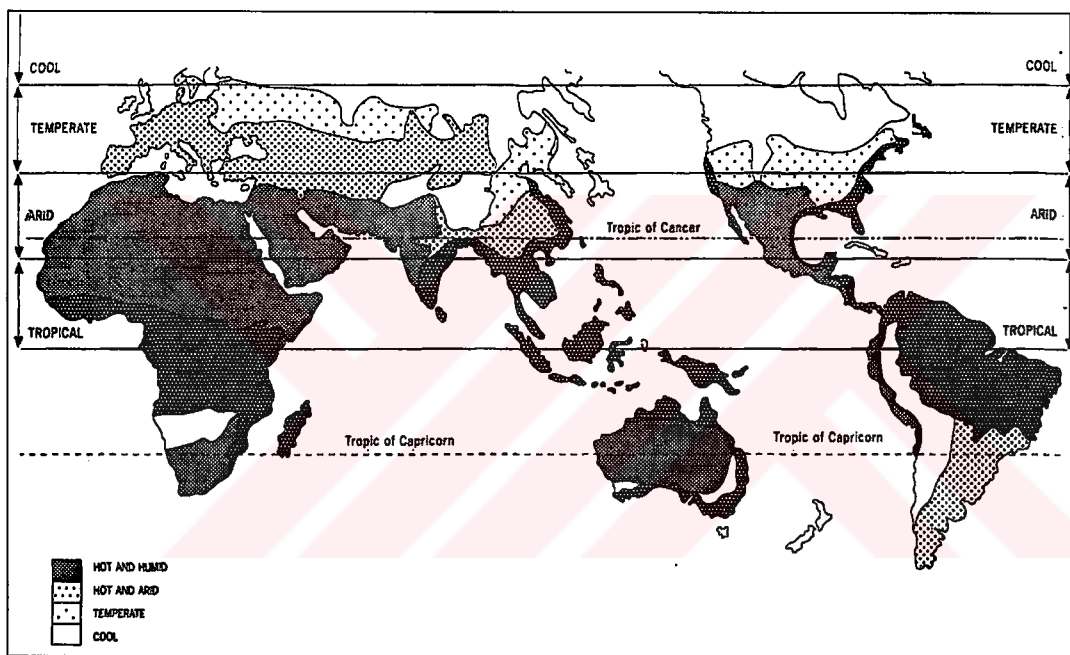 COOL COOL
TEMPERATE TEMPERATE
ARID ARID
Tropic of Cancer
TROPICAL TROPICAL
Tropic of Capricorn Tropic of Capricorn
HOT AND HUMID
HOT AND ARID
TEMPERATE
COOL